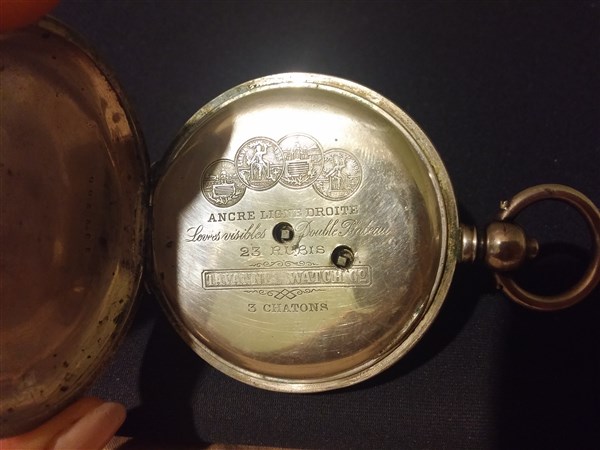 ANCRE LIGNE DROITE
Levées visibles Double Plateau
23 RUBIS
WATCH
3 CHATONS